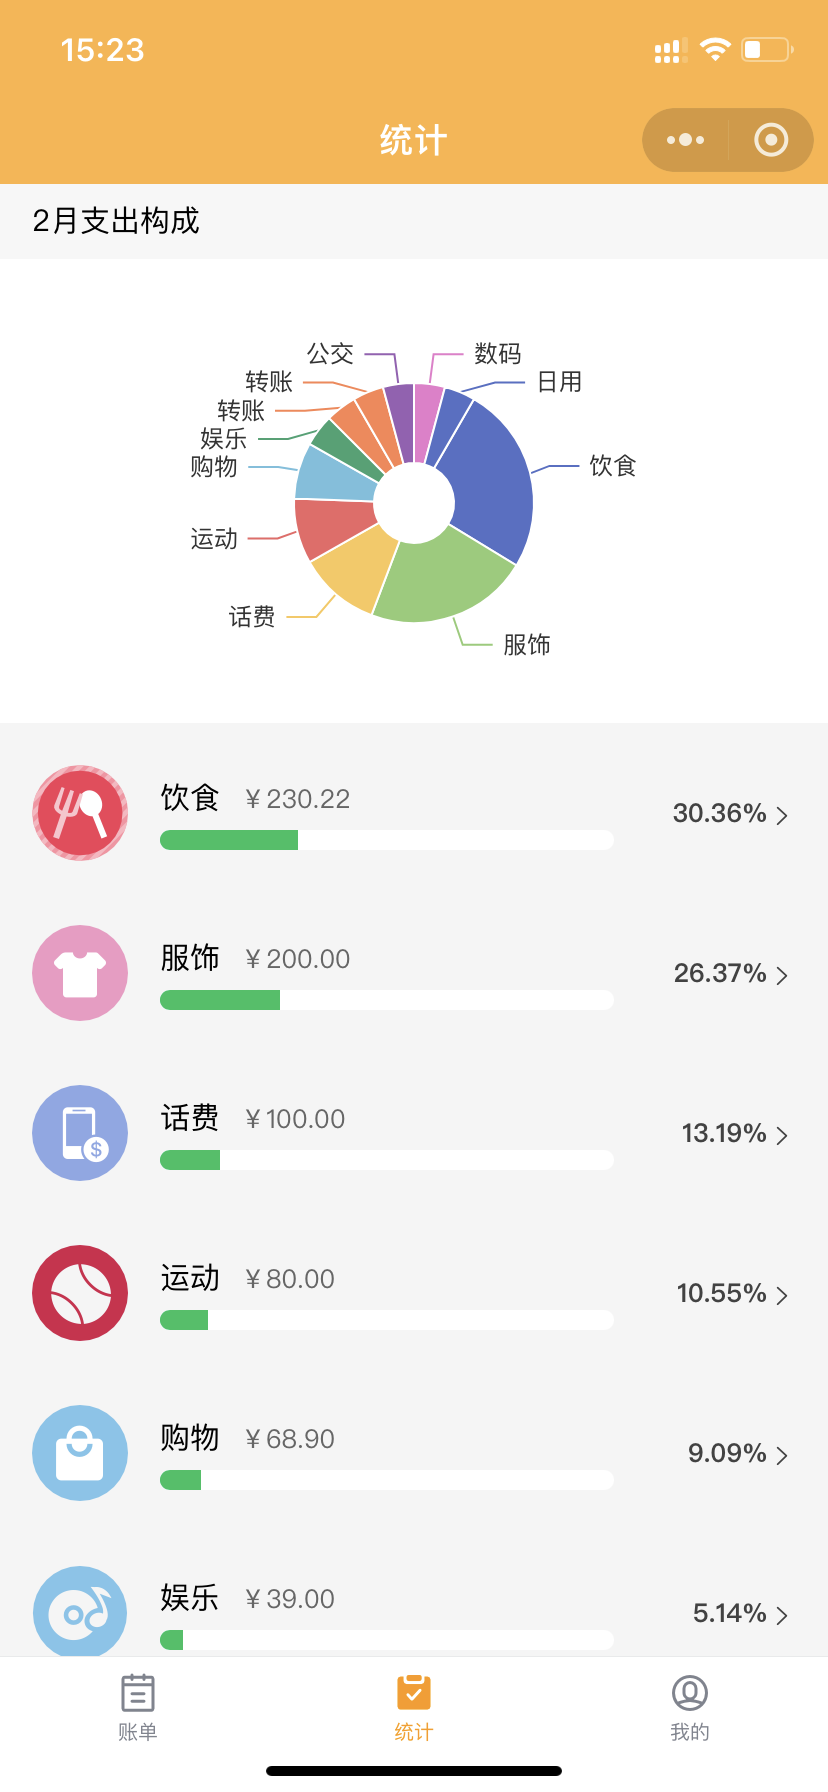 15:23
统计
2月支出构成
公交
数码
转账
日用
转账
娱乐
购物
饮食
运动
话费
服饰
饮食 ¥ 230.22
30.36%
服饰 ¥ 200.00
26.37%
话费 ¥ 100.00
13.19%
运动 ¥ 80.00
10.55%
购物 ¥ 68.90
9.09%
娱乐 ¥ 39.00
5.14%
账单
统计
我的